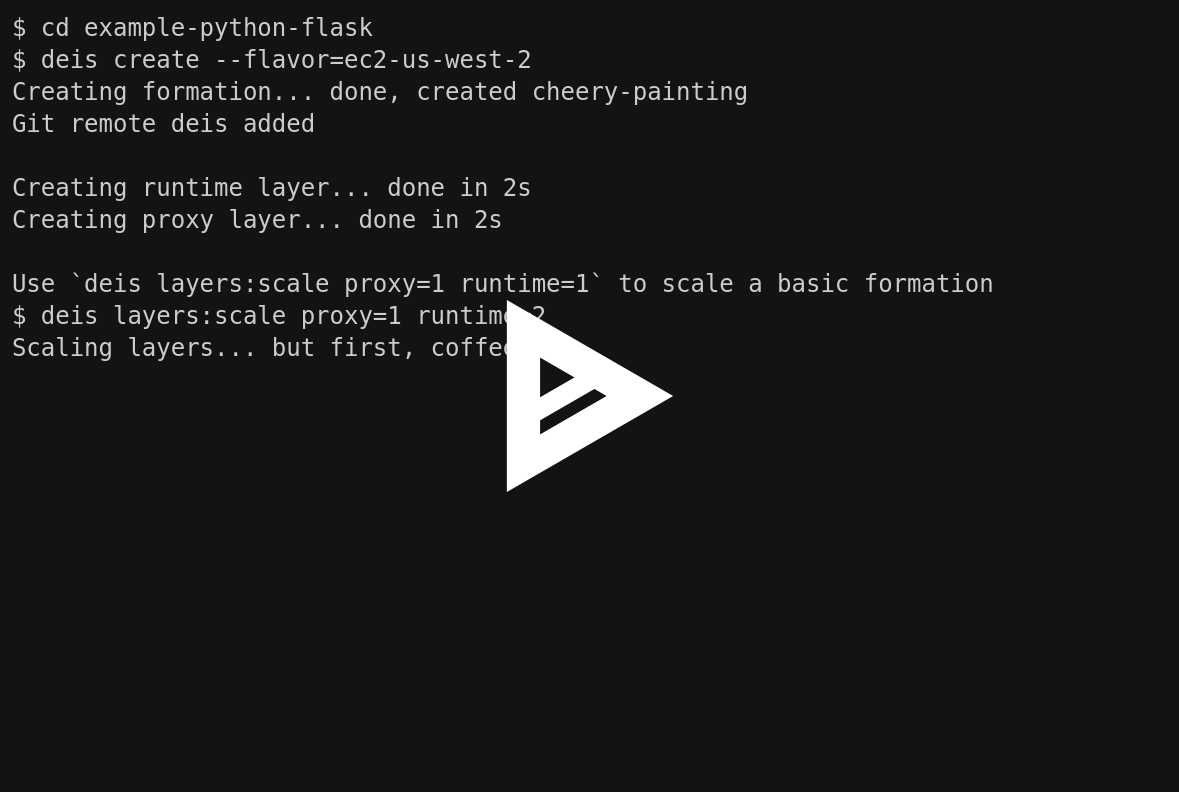 $ cd example-python-flask
$ deis create --flavor=ec2-us-west-2
Creating formation... done, created cheery-painting
Git remote deis added
Creating runtime layer... done in 2s
Creating proxy layer... done in 2s
Use `deis layers:scale proxy=1 runtime=1` to scale a basic formation
$ deis layers:scale proxy=1 runtime=2
Scaling layers... but first, coffee